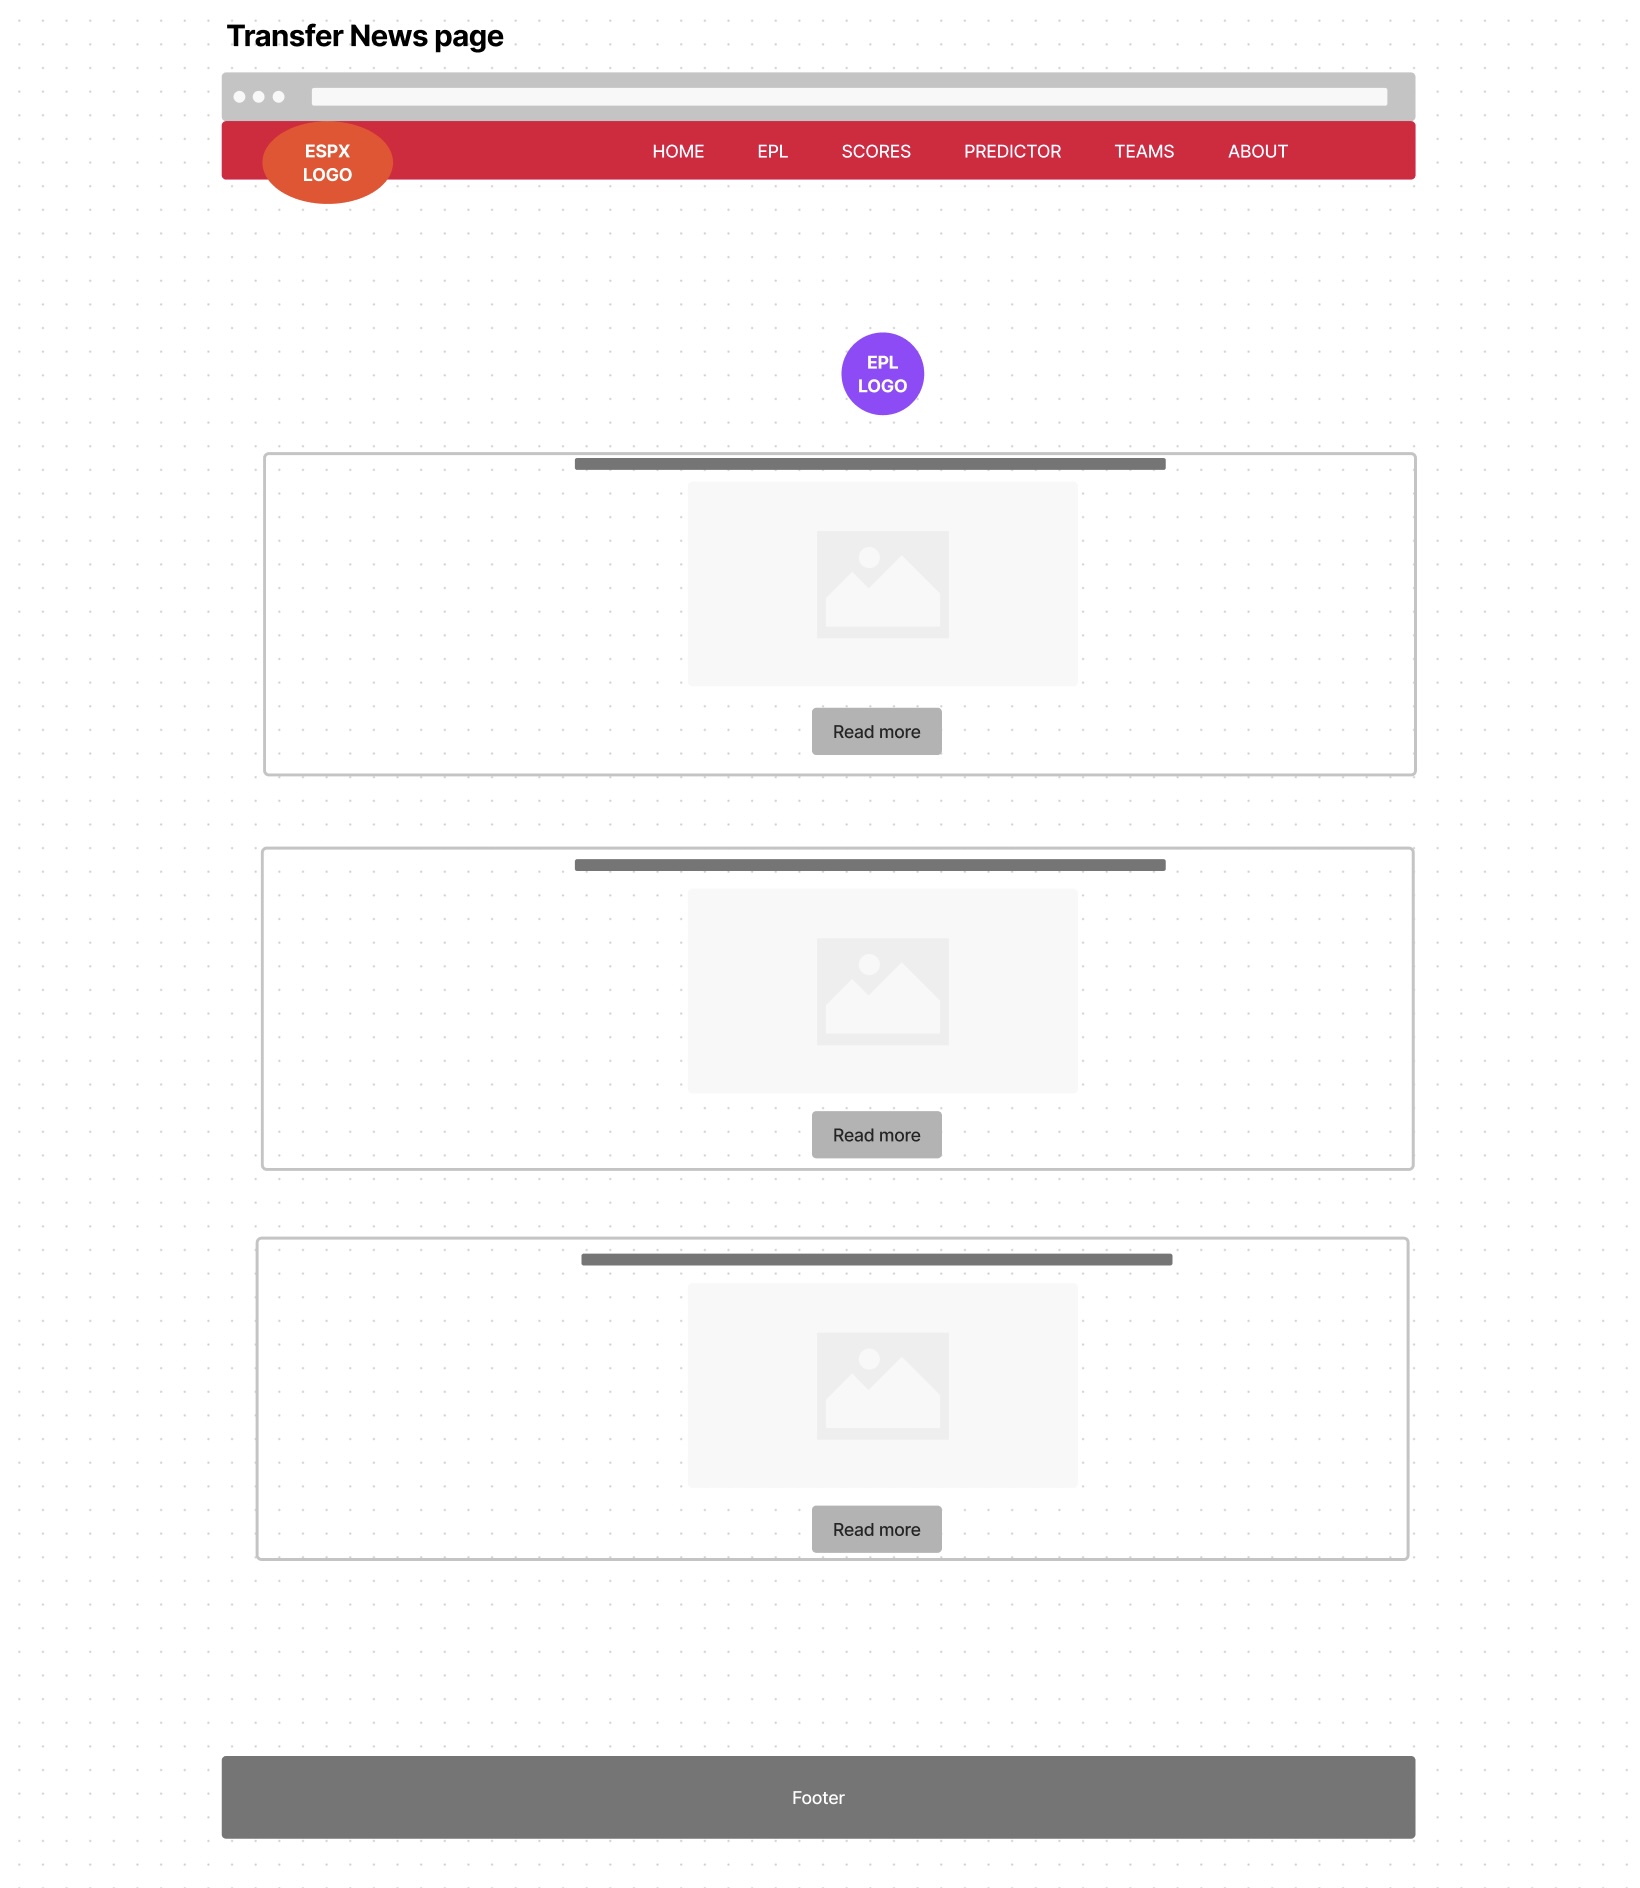 Transfer News page
ESPX
LOGO
HOME EPL SCORES PREDICTOR TEAMS ABOUT
EPL
LOGO
Read more
Read more
Read more
Footer